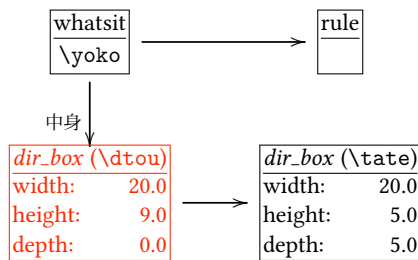 whatsit
\yoko
rule
中身
dir_box (\dtou)
width: 20.0
height: 9.0
depth: 0.0
dir_box (\tate)
width: 20.0
height: 5.0
depth: 5.0